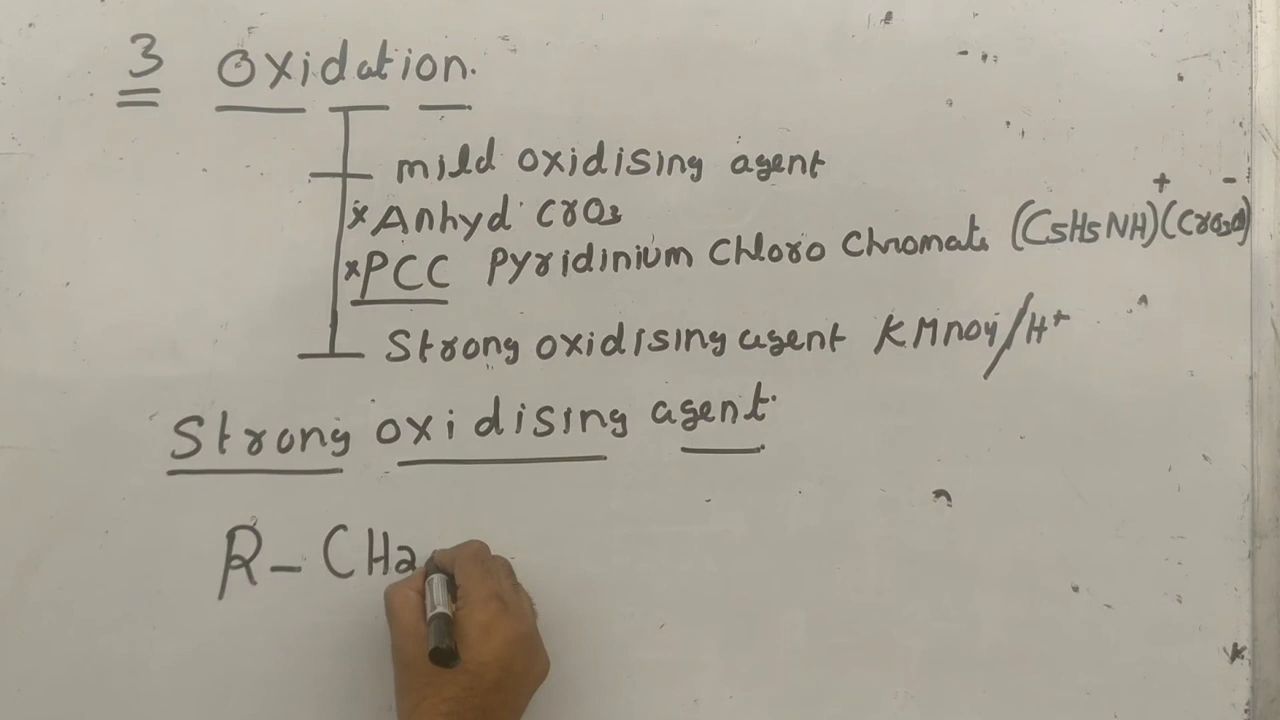 3 Oxidation.
mild oxidising agent
* Anhyd CrO3
* PCC Pyridinium Chloro Chromate (C5H5NH)+(CrO3Cl)-
Strong oxidising agent KMnO4/H+
Strong oxidising agent.
R - CH2